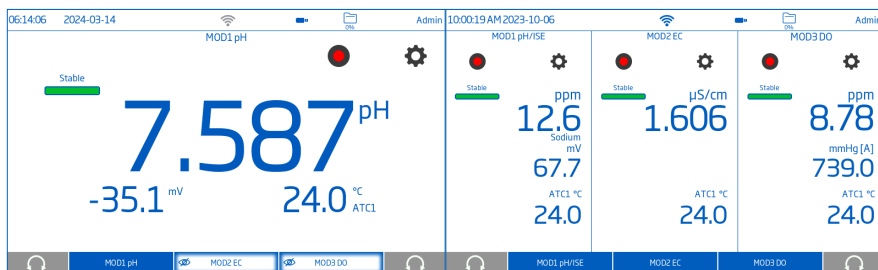 06:14:06 2024-03-14 0% Admin
MOD1 pH
Stable
7.587 pH
-35.1 mV 24.0 °C ATC1
MOD1 pH MOD2 EC MOD3 DO
10:00:19 AM 2023-10-06 0% Admi
MOD1 pH/ISE MOD2 EC MOD3 DO
Stable Stable Stable
ppm µS/cm ppm
12.6 1.606 8.78
Sodium
mV mmHg [A]
67.7 739.0
ATC1 °C ATC1 °C ATC1 °C
24.0 24.0 24.0
MOD1 pH/ISE MOD2 EC MOD3 DO